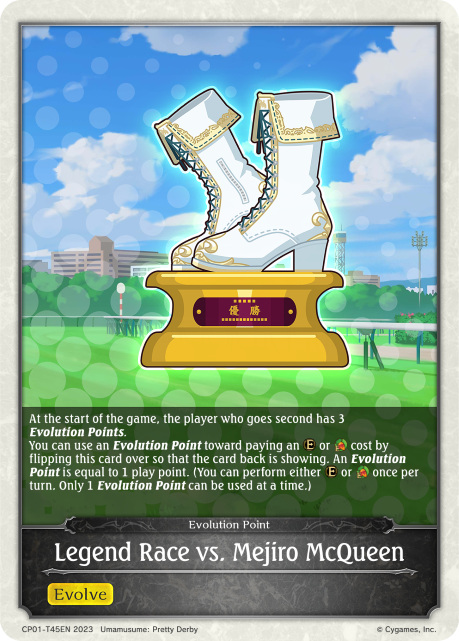 優勝
At the start of the game, the player who goes second has 3
Evolution Points.
You can use an Evolution Point toward paying an E or cost by
flipping this card over so that the card back is showing. An Evolution
Point is equal to 1 play point. (You can perform either E or once per
turn. Only 1 Evolution Point can be used at a time.)
Evolution Point
Legend Race vs. Mejiro McQueen
Evolve
CP01-T45EN 2023 Umamusume: Pretty Derby © Cygames, Inc.